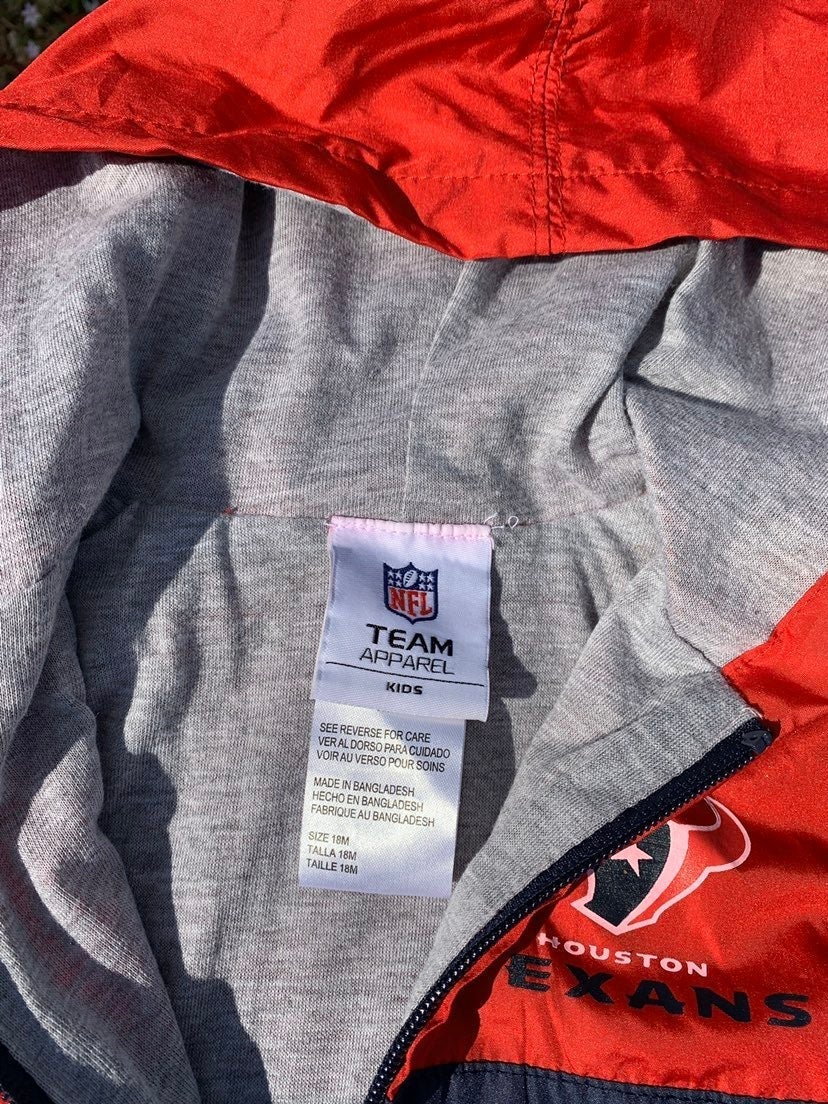 NFL
TEAM
APPAREL
KIDS
SEE REVERSE FOR CARE
VER AL DORSO PARA CUIDADO
VOIR AU VERSO POUR SOINS
MADE IN BANGLADESH
HECHO EN BANGLADESH
FABRIQUE AU BANGLADESH
SIZE 18M
TALLA 18M
TAILLE 18M
HOUSTON
EXANS